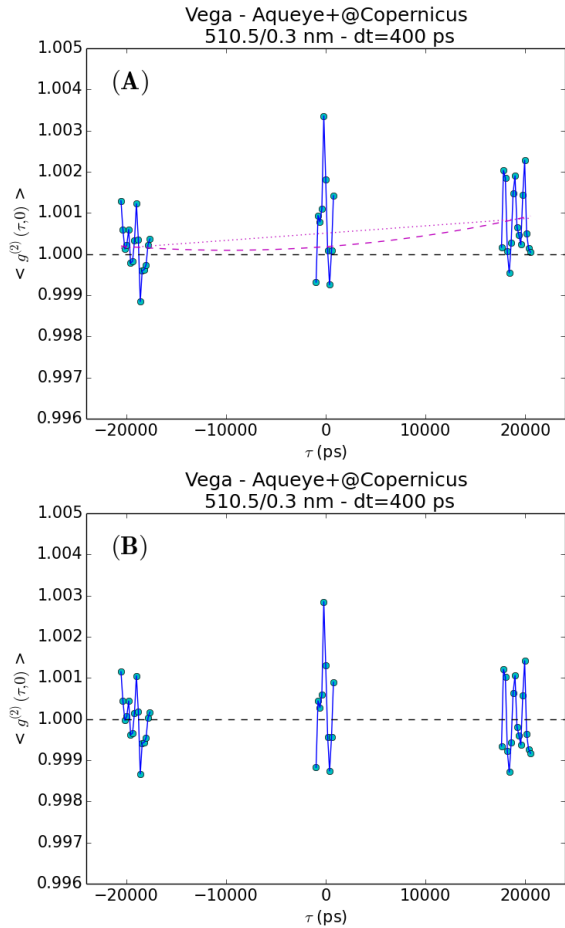 Vega - Aqueye+@Copernicus
510.5/0.3 nm - dt=400 ps
(A)
1.005
1.004
1.003
1.002
1.001
1.000
0.999
0.998
0.997
0.996
< g^(2) (τ,0) >
−20000 −10000 0 10000 20000
τ (ps)
Vega - Aqueye+@Copernicus
510.5/0.3 nm - dt=400 ps
(B)
1.005
1.004
1.003
1.002
1.001
1.000
0.999
0.998
0.997
0.996
< g^(2) (τ,0) >
−20000 −10000 0 10000 20000
τ (ps)